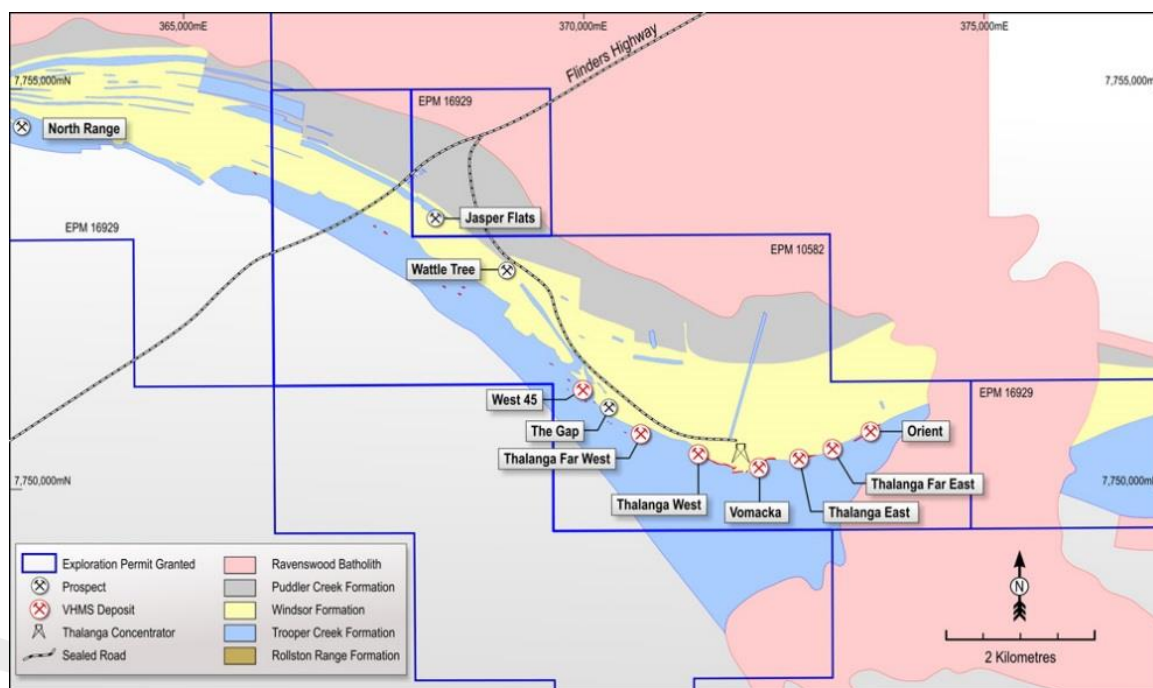 365,000mE
370,000mE
375,000mE
Flinders Highway
7,755,000mN
7,755,000m
EPM 16929
North Range
Jasper Flats
EPM 16929
EPM 10582
Wattle Tree
West 45
EPM 16929
The Gap
Orient
Thalanga Far West
Thalanga Far East
7,750,000mN
7,750,000m
Thalanga West
Vomacka
Thalanga East
Exploration Permit Granted
Prospect
VHMS Deposit
Thalanga Concentrator
Sealed Road
Ravenswood Batholith
Puddler Creek Formation
Windsor Formation
Trooper Creek Formation
Rollston Range Formation
N
2 Kilometres